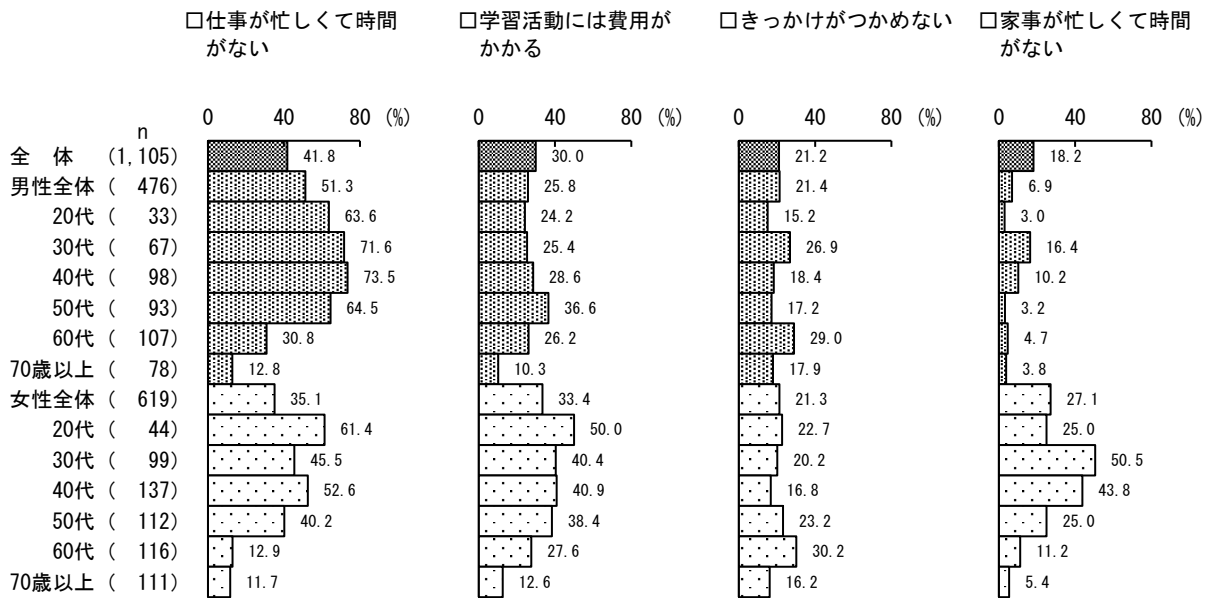 □仕事が忙しくて時間
がない
□学習活動には費用が
かかる
□きっかけがつかめない
□家事が忙しくて時間
がない
0 40 80 (%) 0 40 80 (%) 0 40 80 (%) 0 40 80 (%)
n
全 体 (1,105) 41.8 30.0 21.2 18.2
男性全体 ( 476) 51.3 25.8 21.4 6.9
20代 ( 33) 63.6 24.2 15.2 3.0
30代 ( 67) 71.6 25.4 26.9 16.4
40代 ( 98) 73.5 28.6 18.4 10.2
50代 ( 93) 64.5 36.6 17.2 3.2
60代 ( 107) 30.8 26.2 29.0 4.7
70歳以上 ( 78) 12.8 10.3 17.9 3.8
女性全体 ( 619) 35.1 33.4 21.3 27.1
20代 ( 44) 61.4 50.0 22.7 25.0
30代 ( 99) 45.5 40.4 20.2 50.5
40代 ( 137) 52.6 40.9 16.8 43.8
50代 ( 112) 40.2 38.4 23.2 25.0
60代 ( 116) 12.9 27.6 30.2 11.2
70歳以上 ( 111) 11.7 12.6 16.2 5.4